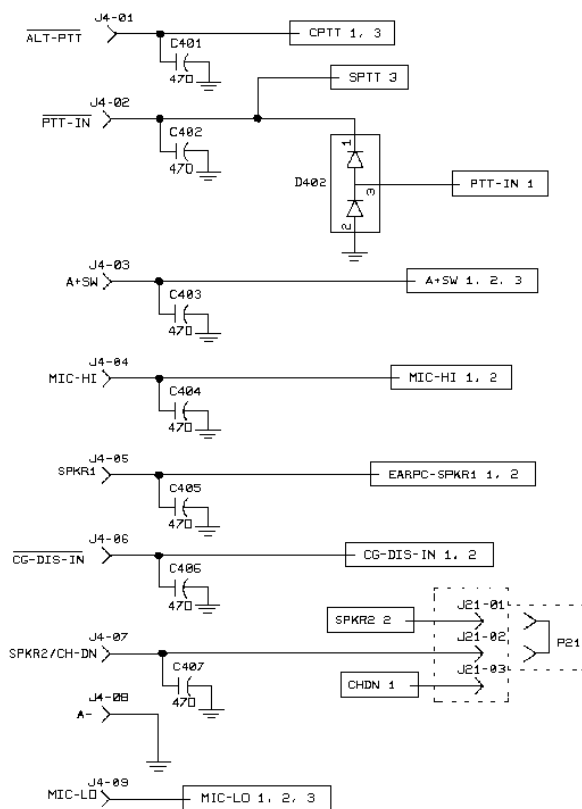 J4-01
ALT-PTT
C401
470
CPTT 1, 3
SPTT 3
J4-02
PTT-IN
C402
470
1
D402
3
2
PTT-IN 1
J4-03
A+SW
C403
470
A+SW 1, 2, 3
J4-04
MIC-HI
C404
470
MIC-HI 1, 2
J4-05
SPKR1
C405
470
EARPC-SPKR1 1, 2
J4-06
CG-DIS-IN
C406
470
CG-DIS-IN 1, 2
J21-01
SPKR2 2
J21-02
P21
J4-07
SPKR2/CH-DN
C407
470
J21-03
CHDN 1
J4-08
A-
J4-09
MIC-LO
MIC-LO 1, 2, 3